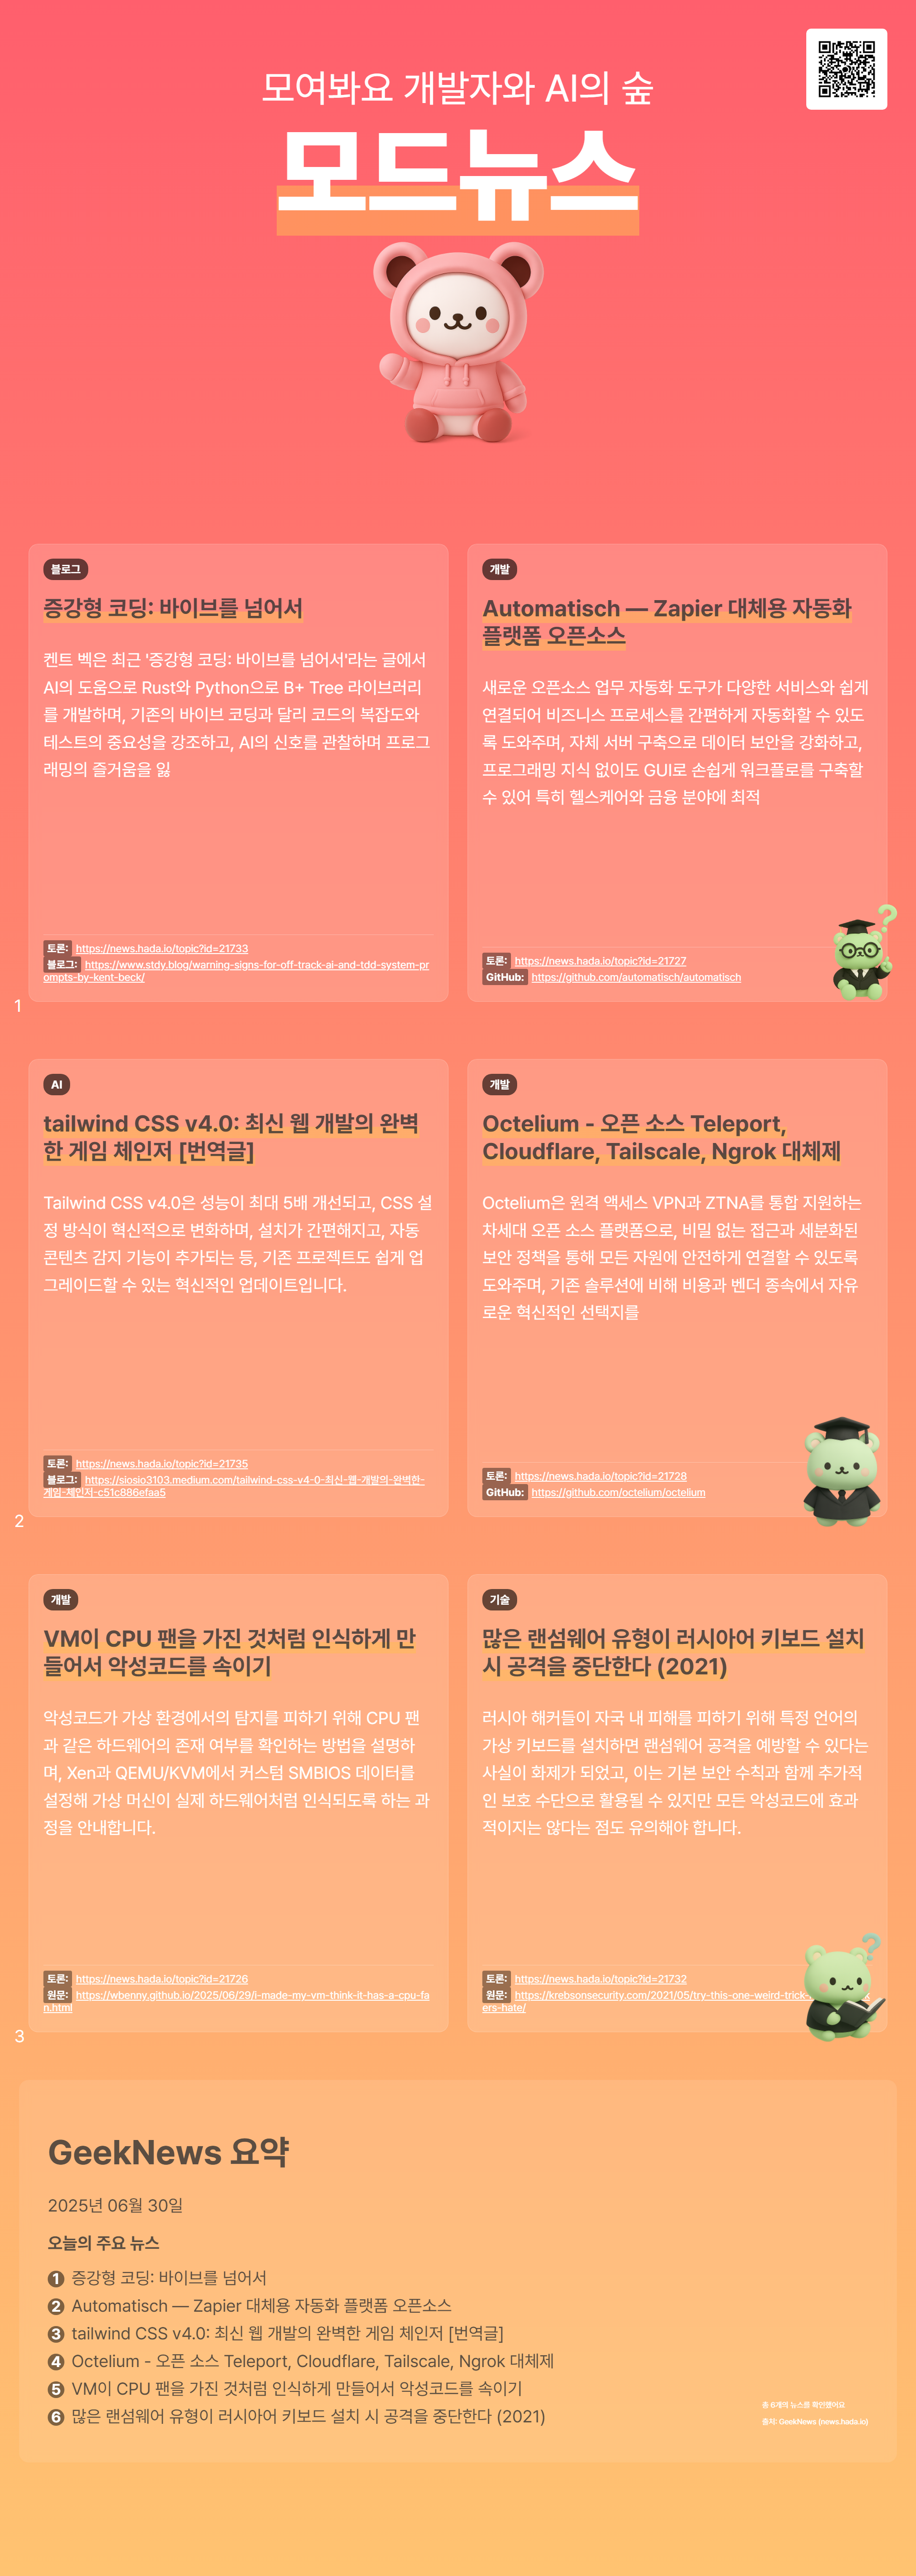 모여봐요 개발자와 AI의 숲
모드뉴스
블로그
증강형 코딩: 바이브를 넘어서
켄트 벡은 최근 '증강형 코딩: 바이브를 넘어서'라는 글에서
AI의 도움으로 Rust와 Python으로 B+ Tree 라이브러리
를 개발하며, 기존의 바이브 코딩과 달리 코드의 복잡도와
테스트의 중요성을 강조하고, AI의 신호를 관찰하며 프로그
래밍의 즐거움을 잃
토론: https://news.hada.io/topic?id=21733
블로그: https://www.stdy.blog/warning-signs-for-off-track-ai-and-tdd-system-pr
ompts-by-kent-beck/
개발
Automatisch — Zapier 대체용 자동화
플랫폼 오픈소스
새로운 오픈소스 업무 자동화 도구가 다양한 서비스와 쉽게
연결되어 비즈니스 프로세스를 간편하게 자동화할 수 있도
록 도와주며, 자체 서버 구축으로 데이터 보안을 강화하고,
프로그래밍 지식 없이도 GUI로 손쉽게 워크플로를 구축할
수 있어 특히 헬스케어와 금융 분야에 최적
토론: https://news.hada.io/topic?id=21727
GitHub: https://github.com/automatisch/automatisch
1
AI
tailwind CSS v4.0: 최신 웹 개발의 완벽
한 게임 체인저 [번역글]
Tailwind CSS v4.0은 성능이 최대 5배 개선되고, CSS 설
정 방식이 혁신적으로 변화하며, 설치가 간편해지고, 자동
콘텐츠 감지 기능이 추가되는 등, 기존 프로젝트도 쉽게 업
그레이드할 수 있는 혁신적인 업데이트입니다.
토론: https://news.hada.io/topic?id=21735
블로그: https://siosio3103.medium.com/tailwind-css-v4-0-최신-웹-개발의-완벽한-
게임-체인저-c51c886efaa5
개발
Octelium - 오픈 소스 Teleport,
Cloudflare, Tailscale, Ngrok 대체제
Octelium은 원격 액세스 VPN과 ZTNA를 통합 지원하는
차세대 오픈 소스 플랫폼으로, 비밀 없는 접근과 세분화된
보안 정책을 통해 모든 자원에 안전하게 연결할 수 있도록
도와주며, 기존 솔루션에 비해 비용과 벤더 종속에서 자유
로운 혁신적인 선택지를
토론: https://news.hada.io/topic?id=21728
GitHub: https://github.com/octelium/octelium
2
개발
VM이 CPU 팬을 가진 것처럼 인식하게 만
들어서 악성코드를 속이기
악성코드가 가상 환경에서의 탐지를 피하기 위해 CPU 팬
과 같은 하드웨어의 존재 여부를 확인하는 방법을 설명하
며, Xen과 QEMU/KVM에서 커스텀 SMBIOS 데이터를
설정해 가상 머신이 실제 하드웨어처럼 인식되도록 하는 과
정을 안내합니다.
토론: https://news.hada.io/topic?id=21726
원문: https://wbenny.github.io/2025/06/29/i-made-my-vm-think-it-has-a-cpu-fa
n.html
기술
많은 랜섬웨어 유형이 러시아어 키보드 설치
시 공격을 중단한다 (2021)
러시아 해커들이 자국 내 피해를 피하기 위해 특정 언어의
가상 키보드를 설치하면 랜섬웨어 공격을 예방할 수 있다는
사실이 화제가 되었고, 이는 기본 보안 수칙과 함께 추가적
인 보호 수단으로 활용될 수 있지만 모든 악성코드에 효과
적이지는 않다는 점도 유의해야 합니다.
토론: https://news.hada.io/topic?id=21732
원문: https://krebsonsecurity.com/2021/05/try-this-one-weird-trick-
ers-hate/
3
GeekNews 요약
2025년 06월 30일
오늘의 주요 뉴스
1 증강형 코딩: 바이브를 넘어서
2 Automatisch — Zapier 대체용 자동화 플랫폼 오픈소스
3 tailwind CSS v4.0: 최신 웹 개발의 완벽한 게임 체인저 [번역글]
4 Octelium - 오픈 소스 Teleport, Cloudflare, Tailscale, Ngrok 대체제
5 VM이 CPU 팬을 가진 것처럼 인식하게 만들어서 악성코드를 속이기
6 많은 랜섬웨어 유형이 러시아어 키보드 설치 시 공격을 중단한다 (2021)
총 6개의 뉴스를 확인했어요
출처: GeekNews (news.hada.io)